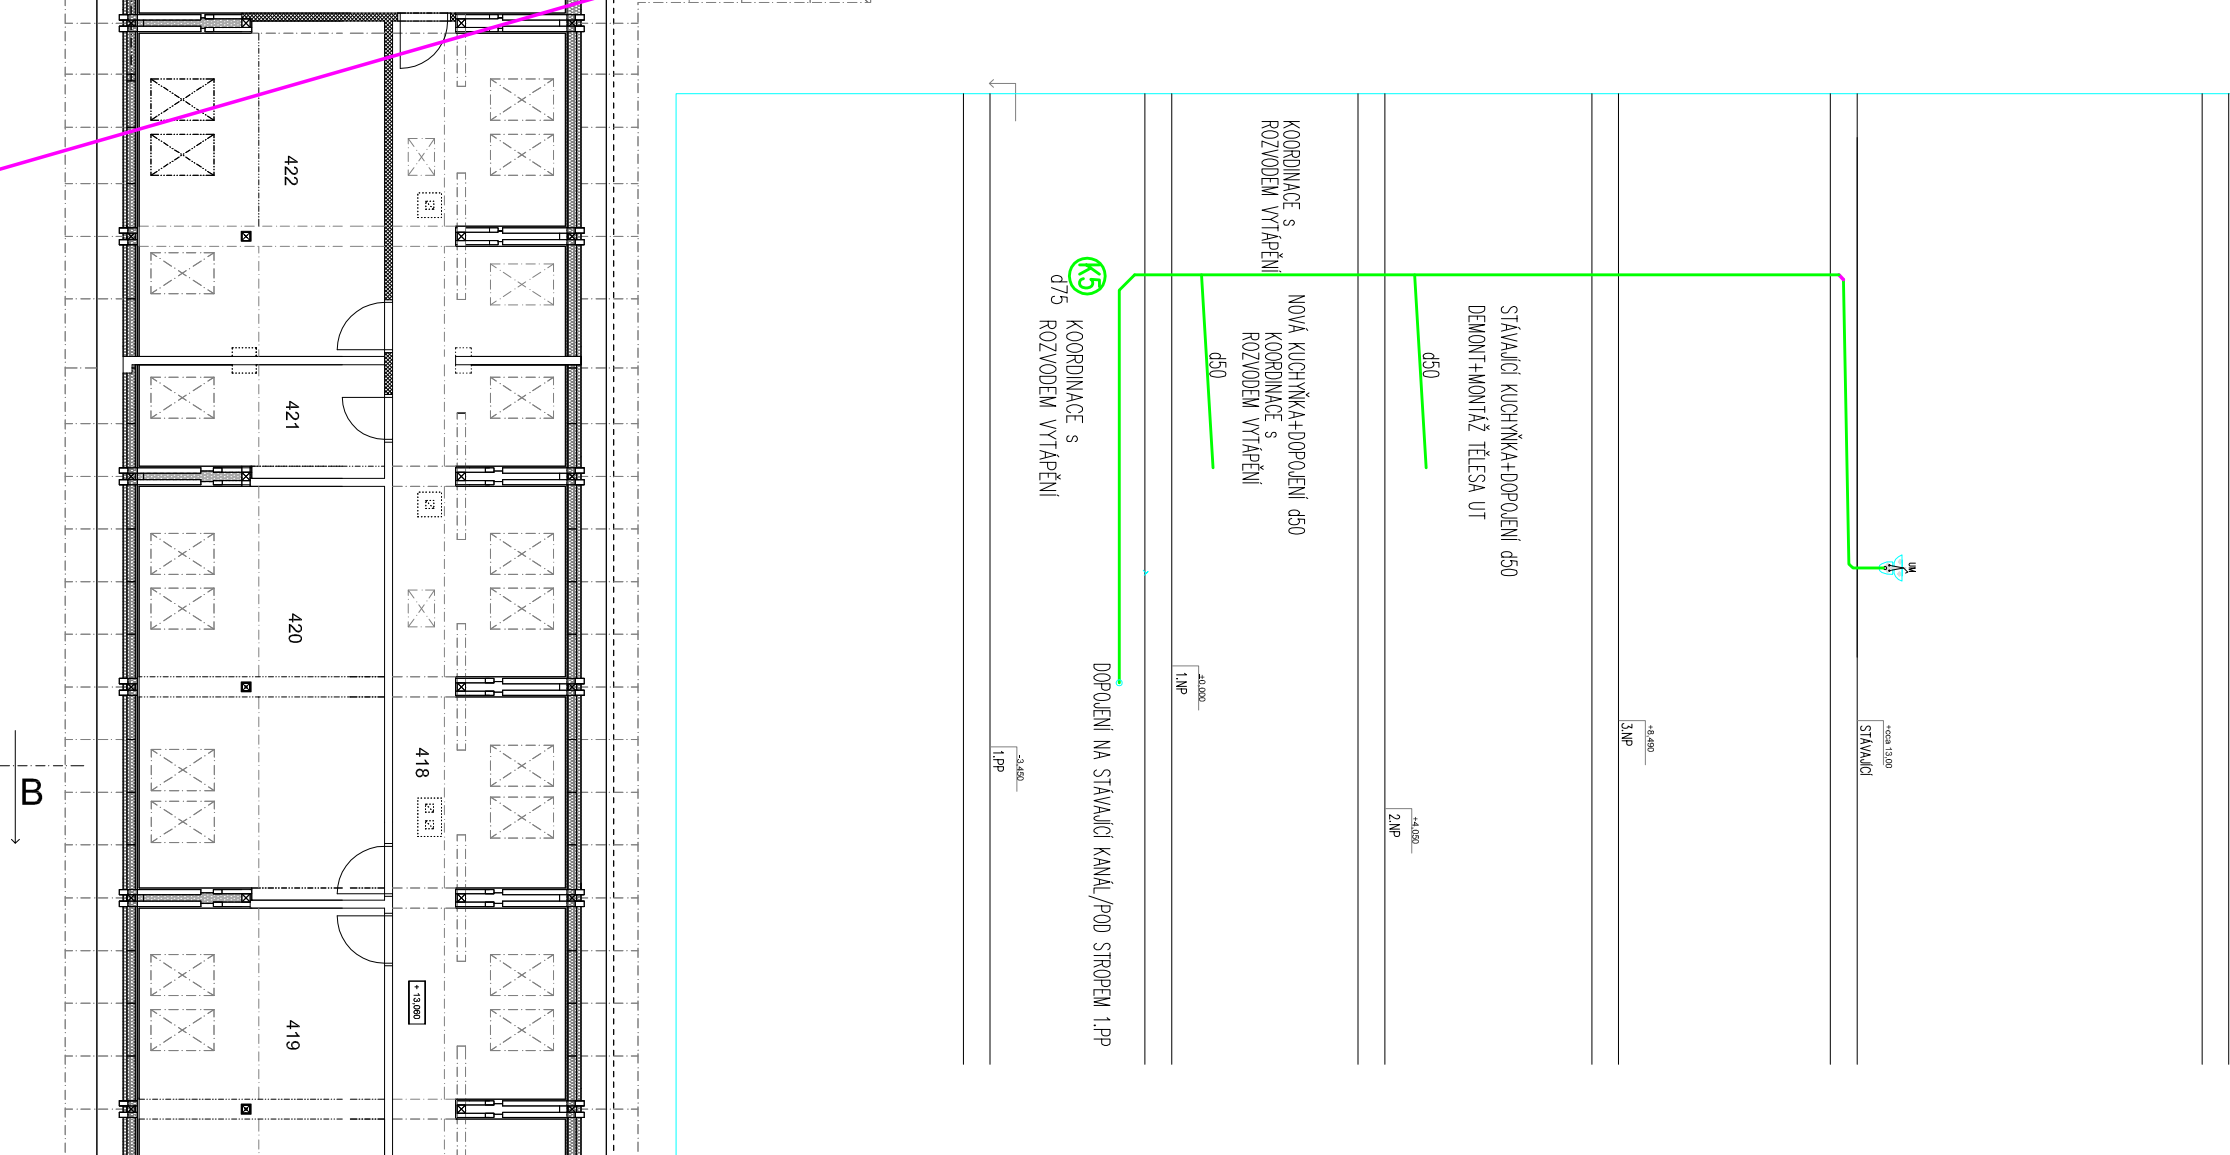 422
421
420
418
419
+ 13,060
B
KOORDINACE s
ROZVODEM VYTÁPĚNÍ
K5
d75
KOORDINACE s
ROZVODEM VYTÁPĚNÍ
NOVÁ KUCHYŇKA+DOPOJENÍ d50
KOORDINACE s
ROZVODEM VYTÁPĚNÍ
d50
STÁVAJÍCÍ KUCHYŇKA+DOPOJENÍ d50
DEMONT+MONTÁŽ TĚLESA UT
d50
UM
DOPOJENÍ NA STÁVAJÍCÍ KANÁL/POD STROPEM 1.PP
+cca 13,00
STÁVAJÍCÍ
+8,490
3.NP
+4,050
2.NP
±0,000
1.NP
-3,450
1.PP